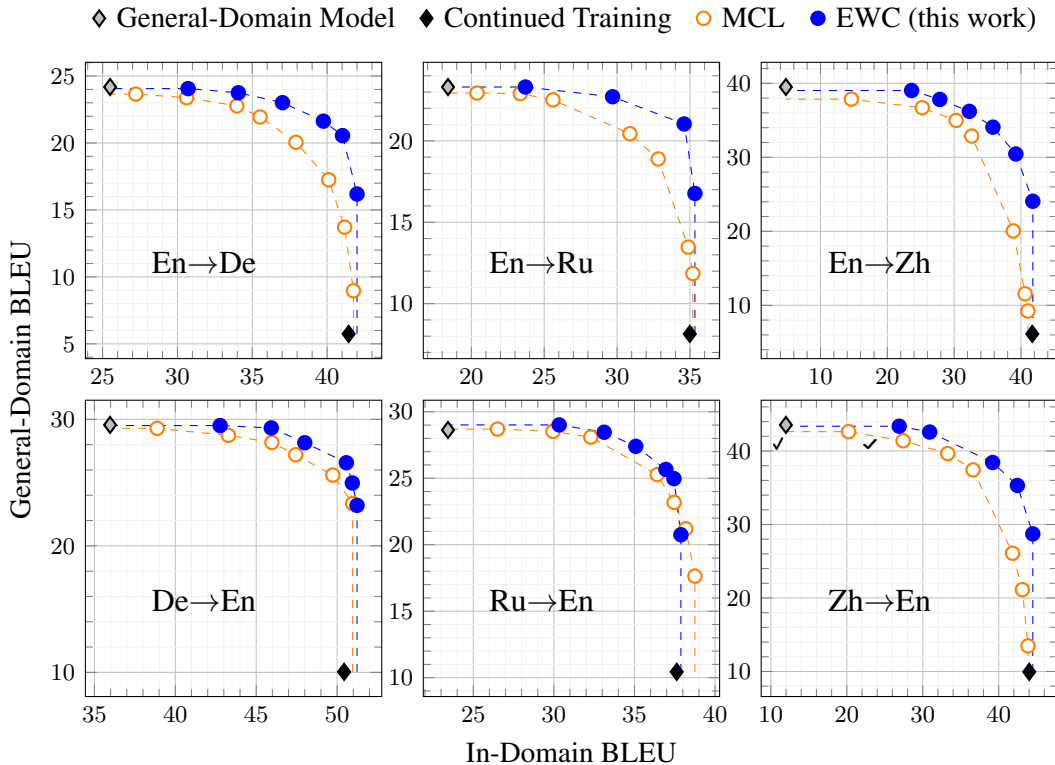 General-Domain Model Continued Training MCL EWC (this work)
General-Domain BLEU
25
20
15
10
5
En→De
25 30 35 40
20
15
10
En→Ru
20 25 30 35
40
30
20
10
En→Zh
10 20 30 40
30
20
10
De→En
35 40 45 50
30
25
20
15
10
Ru→En
25 30 35 40
40
30
20
10
Zh→En
10 20 30 40
In-Domain BLEU